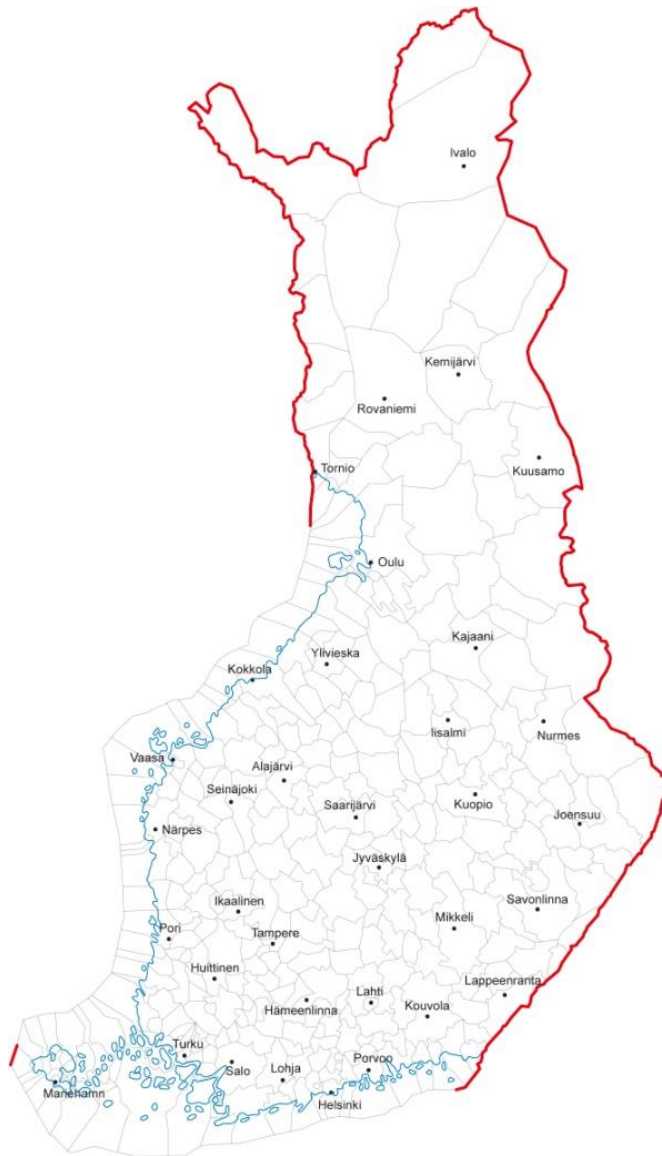 Ivalo
Kemijärvi
Rovaniemi
Kuusamo
Tornio
Oulu
Kajaani
Ylivieska
Kokkola
Iisalmi
Nurmes
Vaasa
Alajärvi
Seinäjoki
Kuopio
Saarijärvi
Joensuu
Närpes
Jyväskylä
Ikaalinen
Savonlinna
Mikkeli
Pori
Tampere
Huittinen
Lappeenranta
Lahti
Hämeenlinna
Kouvola
Turku
Salo
Lohja
Porvoo
Mariehamn
Helsinki